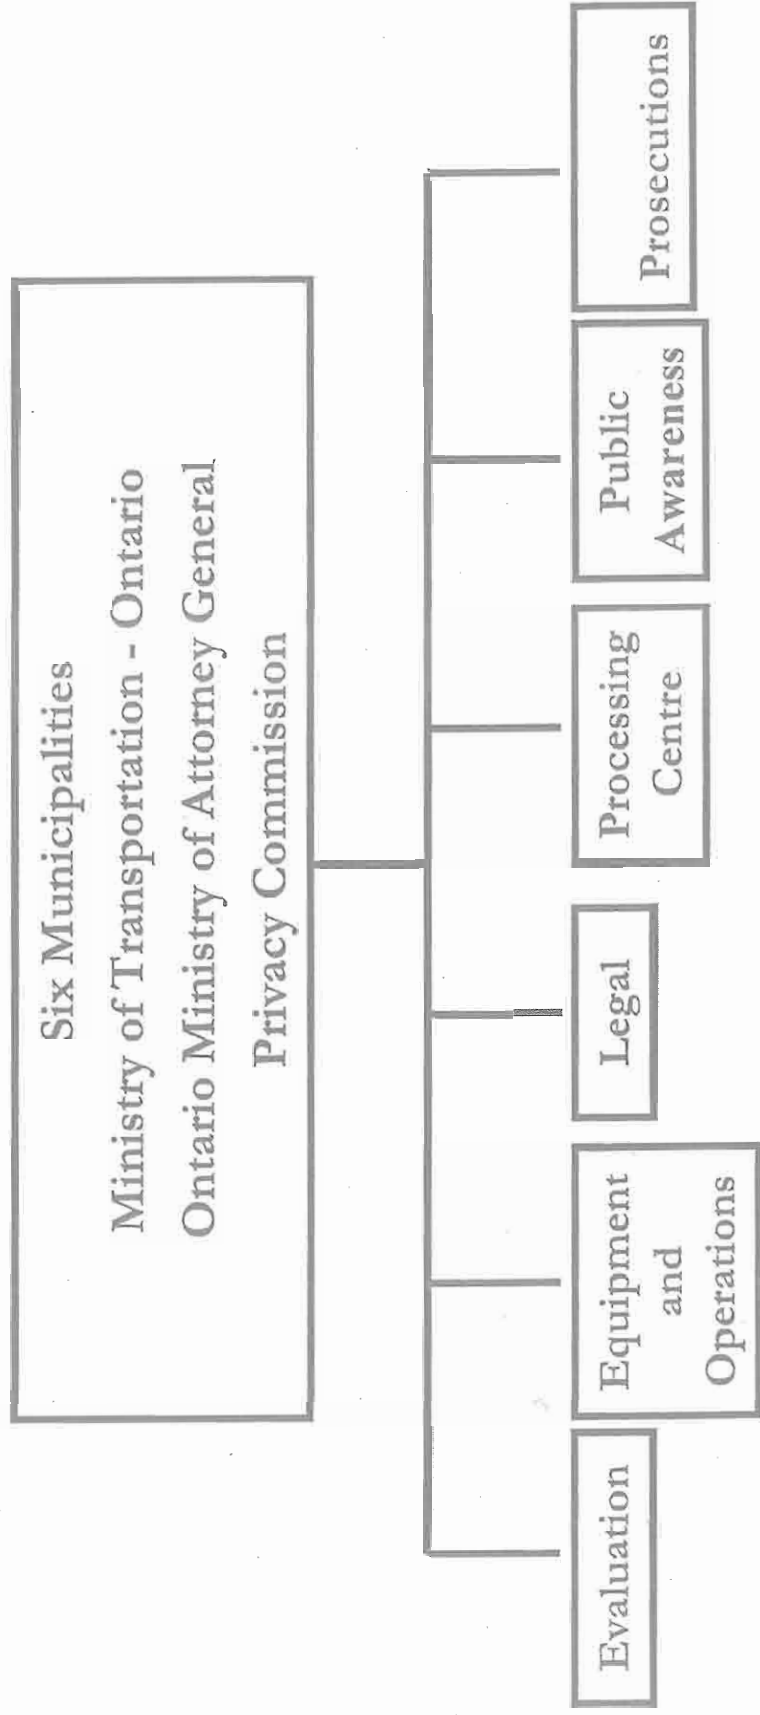 Six Municipalities
Ministry of Transportation - Ontario
Ontario Ministry of Attorney General
Privacy Commission
Evaluation
Equipment
and
Operations
Legal
Processing
Centre
Public
Awareness
Prosecutions